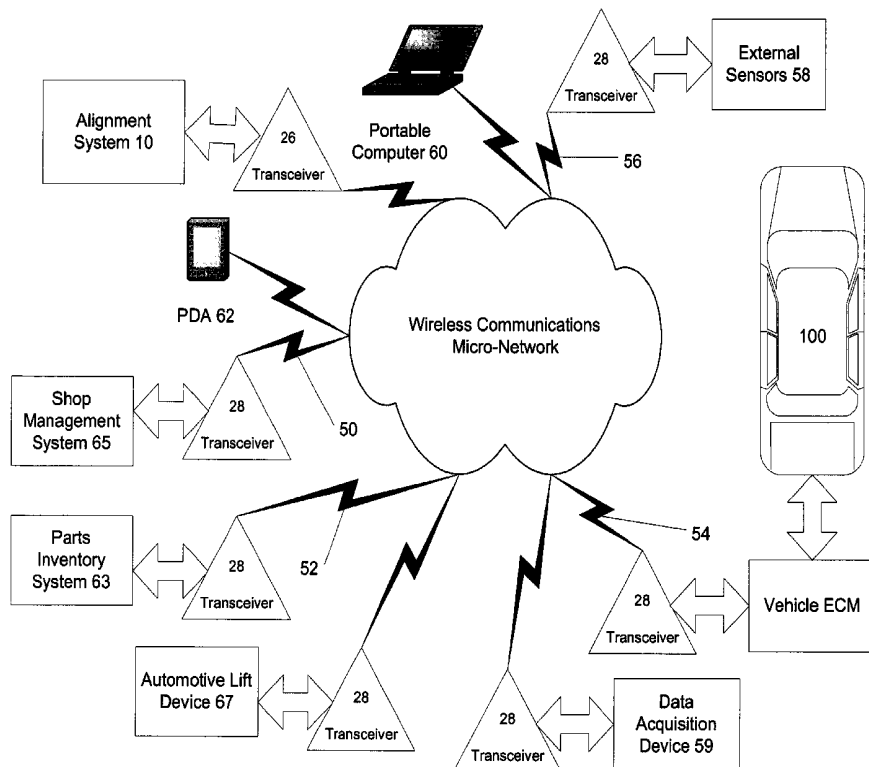 28
Transceiver
External
Sensors 58
Alignment
System 10
26
Transceiver
Portable
Computer 60
56
PDA 62
Wireless Communications
Micro-Network
100
Shop
Management
System 65
28
Transceiver
50
Parts
Inventory
System 63
28
Transceiver
52
54
28
Transceiver
Vehicle ECM
Automotive Lift
Device 67
28
Transceiver
28
Transceiver
Data
Acquisition
Device 59